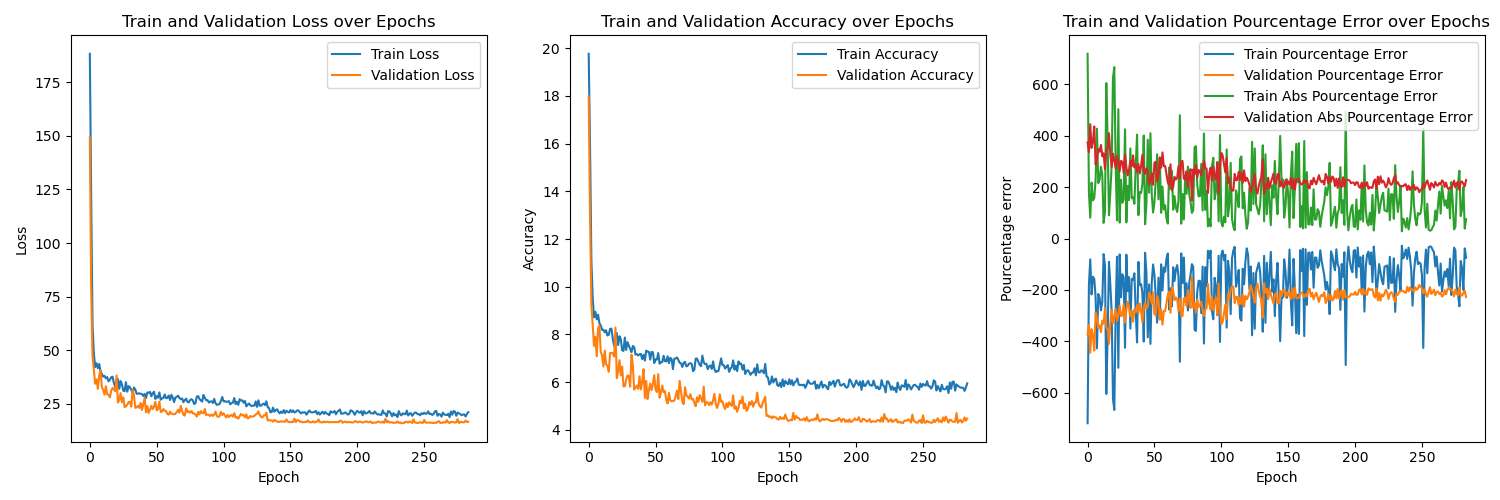 Train and Validation Loss over Epochs
Train Loss
Validation Loss
175
150
125
100
75
50
25
Loss
0
50
100
150
200
250
Epoch
Train and Validation Accuracy over Epochs
Train Accuracy
Validation Accuracy
20
18
16
14
12
10
8
6
4
Accuracy
0
50
100
150
200
250
Epoch
Train and Validation Pourcentage Error over Epochs
Train Pourcentage Error
Validation Pourcentage Error
Train Abs Pourcentage Error
Validation Abs Pourcentage Error
600
400
200
0
−200
−400
−600
Pourcentage error
0
50
100
150
200
250
Epoch